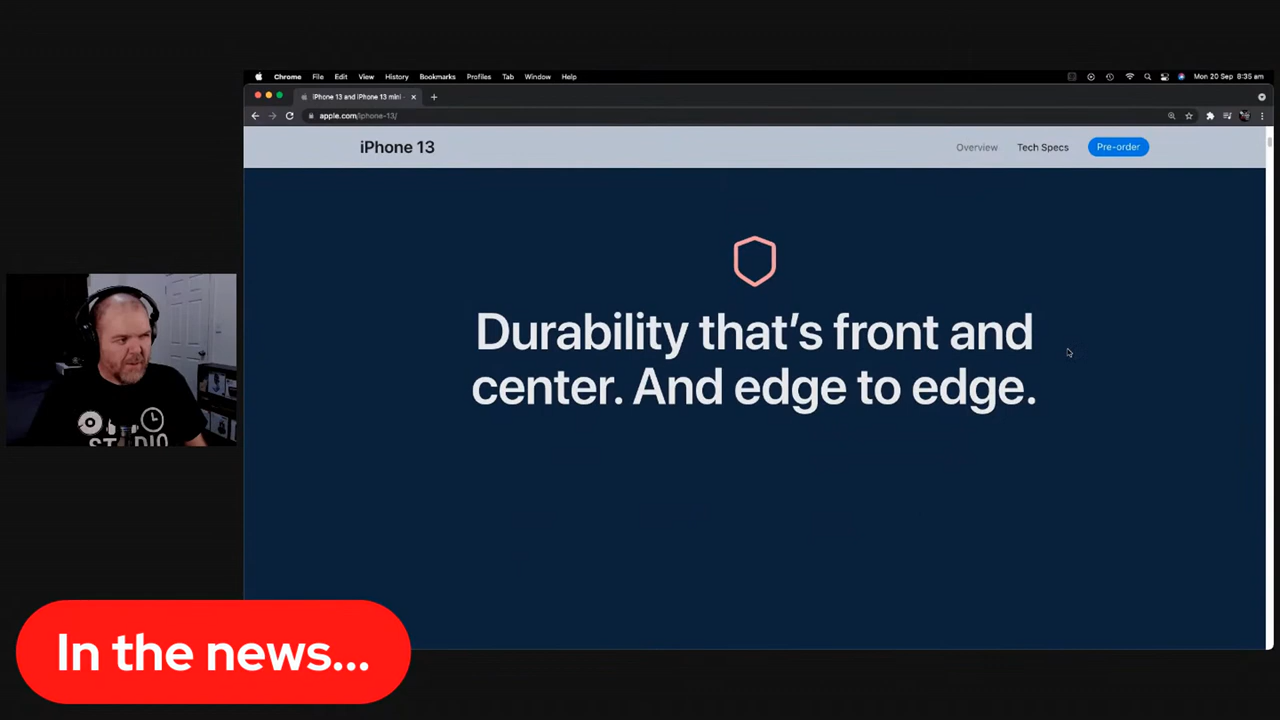 Chrome File Edit View History Bookmarks Profiles Tab Window Help Mon 20 Sep 8:35 am
iPhone 13 and iPhone 13 mini
apple.com/iphone-13/
iPhone 13 Overview Tech Specs Pre-order
Durability that's front and
center. And edge to edge.
STUDIO
In the news...